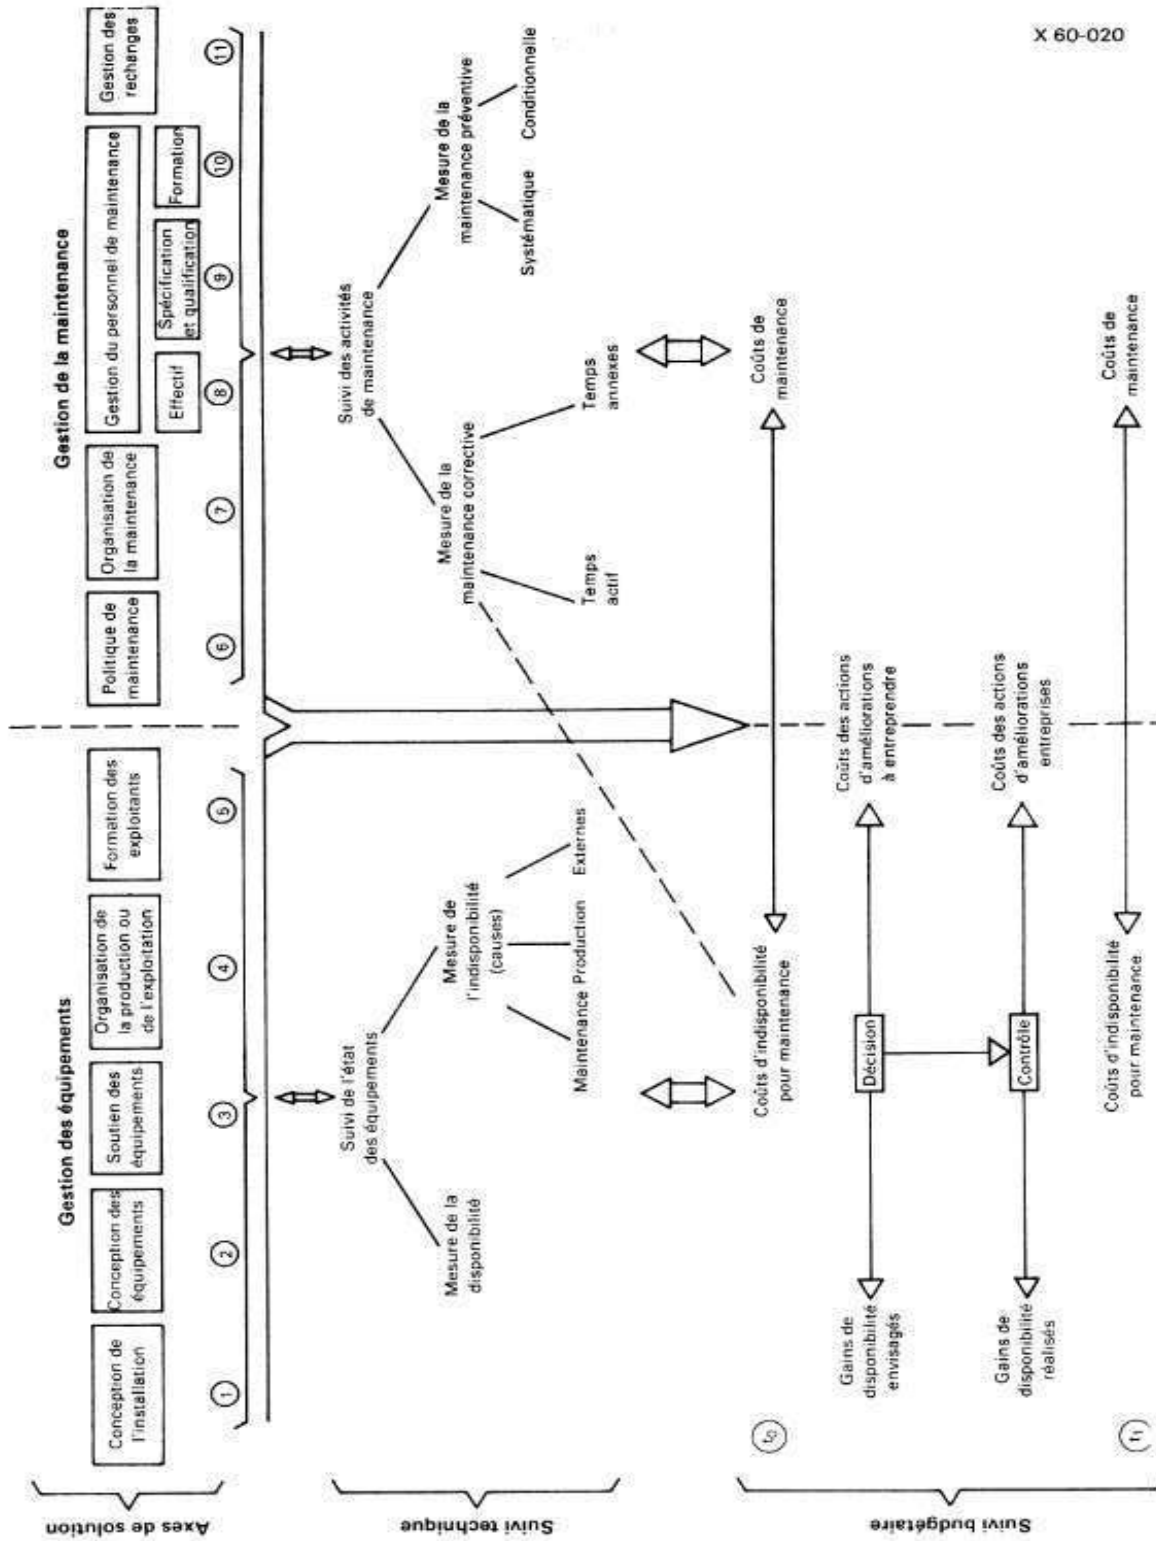 X 60-020
Gestion des équipements
Gestion de la maintenance
Axes de solution
Conception de
l'installation
Conception des
équipements
Soutien des
équipements
Organisation de
la production ou
de l'exploitation
Formation des
exploitants
Politique de
maintenance
Organisation de
la maintenance
Gestion du personnel de maintenance
Effectif
Spécification
et qualification
Formation
Gestion des
rechanges
1
2
3
4
5
6
7
8
9
10
11
Suivi technique
Suivi de l'état
des équipements
Mesure de la
disponibilité
Mesure de
l'indisponibilité
(causes)
Maintenance Production Externes
Suivi des activités
de maintenance
Mesure de la
maintenance corrective
Temps
actif
Temps
annexes
Mesure de la
maintenance préventive
Systématique Conditionnelle
Suivi budgétaire
t0
Coûts d'indisponibilité
pour maintenance
Coûts de
maintenance
Gains de
disponibilité
envisagés
Décision
Coûts des actions
d'améliorations
à entreprendre
Gains de
disponibilité
réalisés
Contrôle
Coûts des actions
d'améliorations
entreprises
t1
Coûts d'indisponibilité
pour maintenance
Coûts de
maintenance